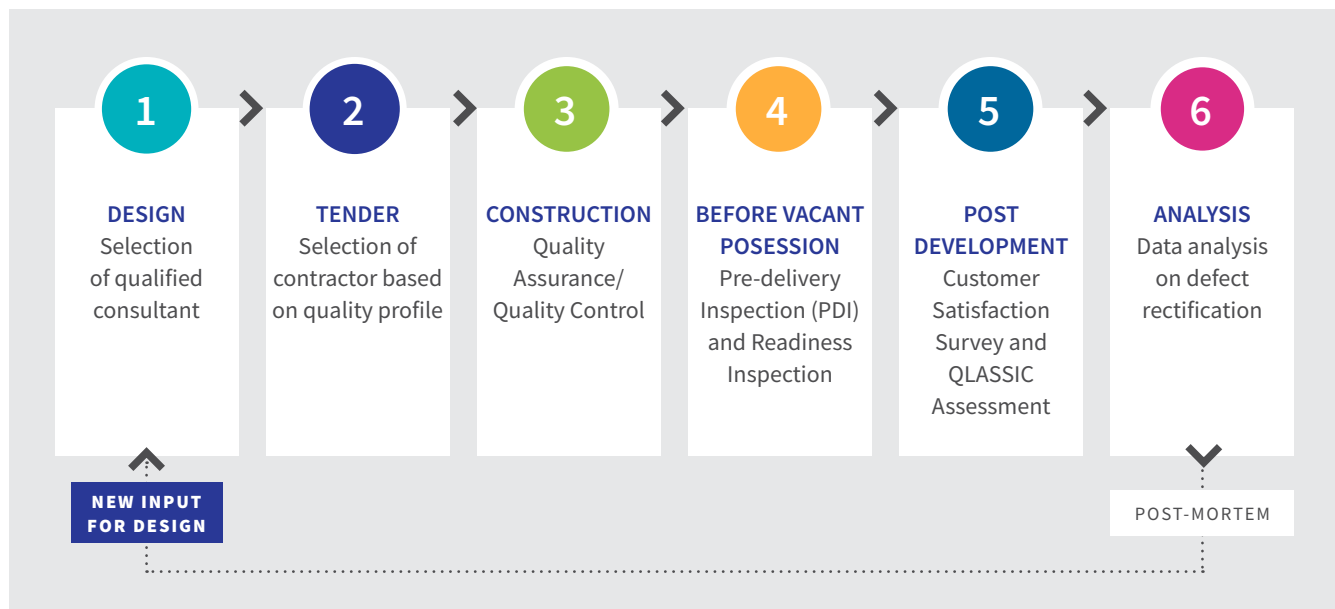 1
DESIGN
Selection
of qualified
consultant
2
TENDER
Selection of
contractor based
on quality profile
3
CONSTRUCTION
Quality
Assurance/
Quality Control
4
BEFORE VACANT
POSESSION
Pre-delivery
Inspection (PDI)
and Readiness
Inspection
5
POST
DEVELOPMENT
Customer
Satisfaction
Survey and
QLASSIC
Assessment
6
ANALYSIS
Data analysis
on defect
rectification
NEW INPUT
FOR DESIGN
POST-MORTEM